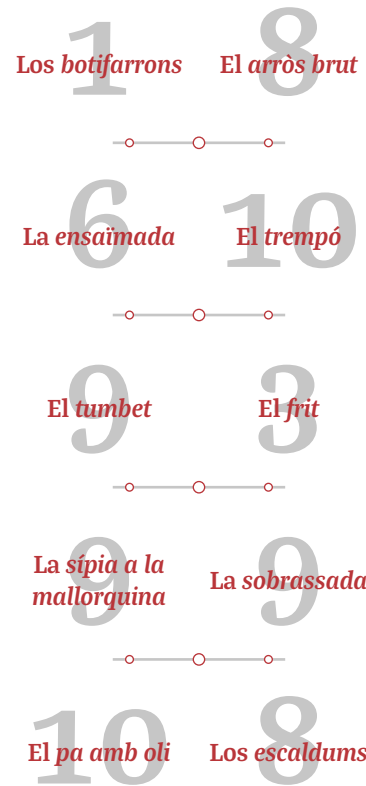 1
8
Los botifarrons
El arròs brut
6
10
La ensaïmada
El trempó
9
3
El tumbet
El frit
9
9
La sípia a la
mallorquina
La sobrassada
10
8
El pa amb oli
Los escaldums